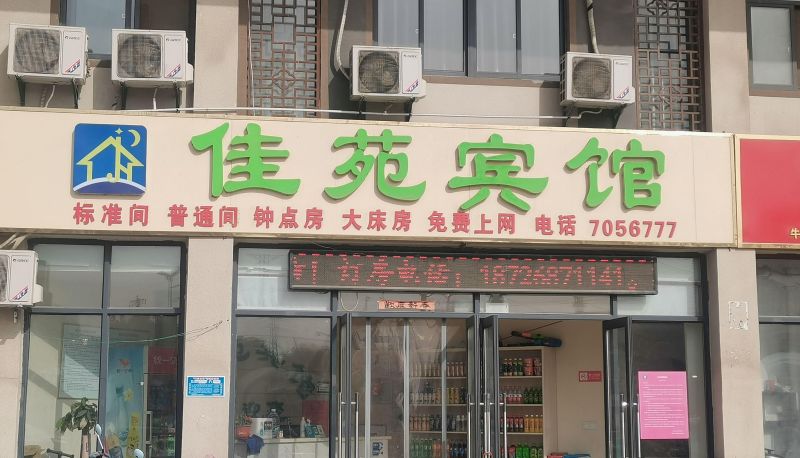 佳苑宾馆
标准间 普通间 钟点房 大床房 免费上网 电话 7056777
订房电话：18726871141
牛